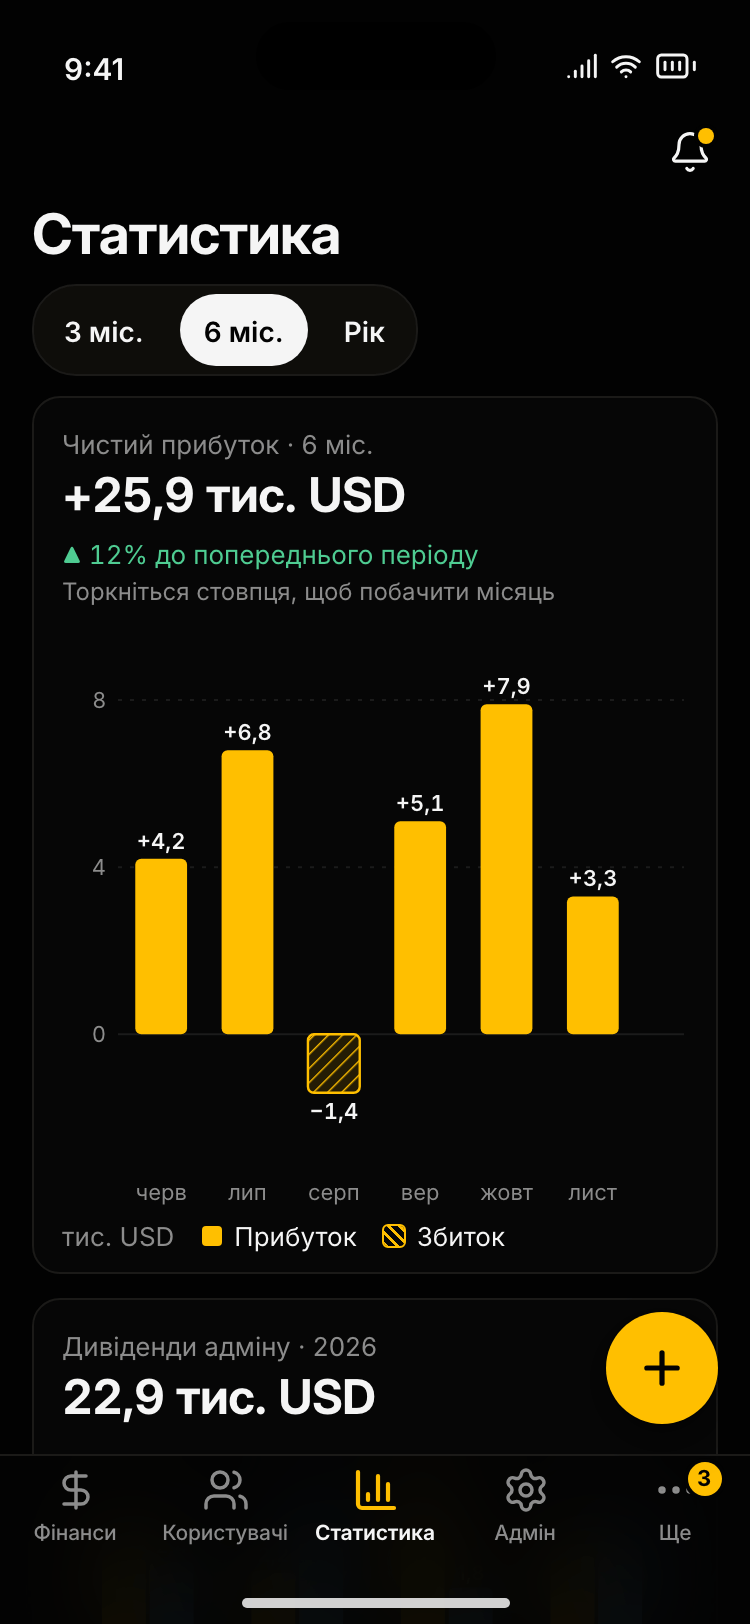 9:41
Статистика
3 міс. 6 міс. Рік
Чистий прибуток · 6 міс.
+25,9 тис. USD
▲ 12% до попереднього періоду
Торкніться стовпця, щоб побачити місяць
+7,9
8
+6,8
+5,1
+4,2
4
+3,3
0
−1,4
черв лип серп вер жовт лист
тис. USD Прибуток Збиток
Дивіденди адміну · 2026
22,9 тис. USD
3
Фінанси Користувачі Статистика Адмін Ще